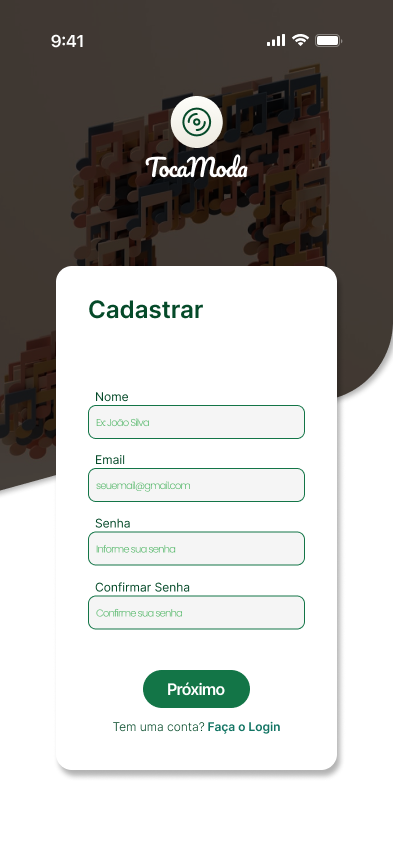 9:41
TocaModa
Cadastrar
Nome
Ex: João Silva
Email
seuemail@gmail.com
Senha
Informe sua senha
Confirmar Senha
Confirme sua senha
Próximo
Tem uma conta? Faça o Login